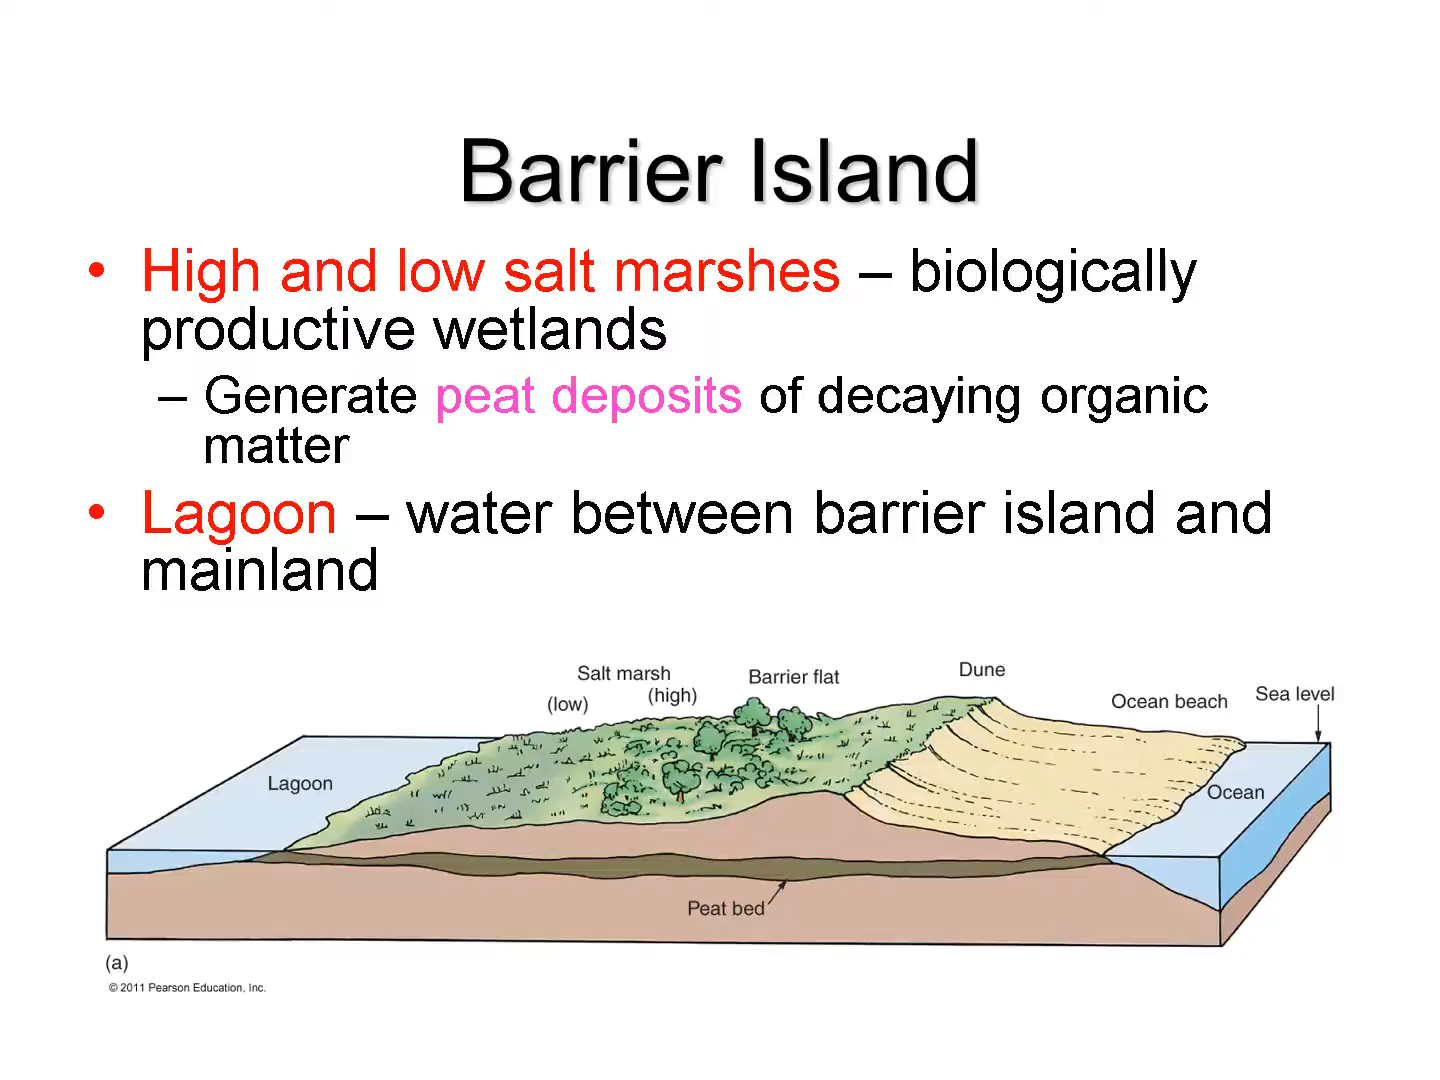 Barrier Island
• High and low salt marshes – biologically
productive wetlands
– Generate peat deposits of decaying organic
matter
• Lagoon – water between barrier island and
mainland
Salt marsh
(low)
(high)
Barrier flat
Dune
Ocean beach
Sea level
Lagoon
Ocean
Peat bed
(a)
© 2011 Pearson Education, Inc.